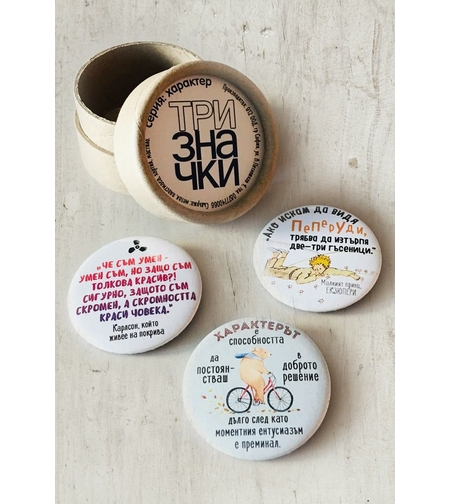 серия: характер
ТРИ
ЗНА
ЧКИ
"ЧЕ СЪМ УМЕН -
УМЕН СЪМ, НО ЗАЩО СЪМ
ТОЛКОВА КРАСИВ?!
СИГУРНО, ЗАЩОТО СЪМ
СКРОМЕН, А СКРОМНОСТТА
КРАСИ ЧОВЕКА."
Карлсон, който
живее на покрива
"Ако искам да видя
ПеПеРУди,
ТРЯБВА ДА ИЗТЪРПЯ
ДВЕ-ТРИ ГЪСЕНИЦИ."
Малкият принц,
ЕКЗЮПЕРИ
ХАРАКТЕРЪТ
е
способността
да
постоян-
стваш
в
доброто
решение
дълго след като
моментния ентусиазъм
е преминал.